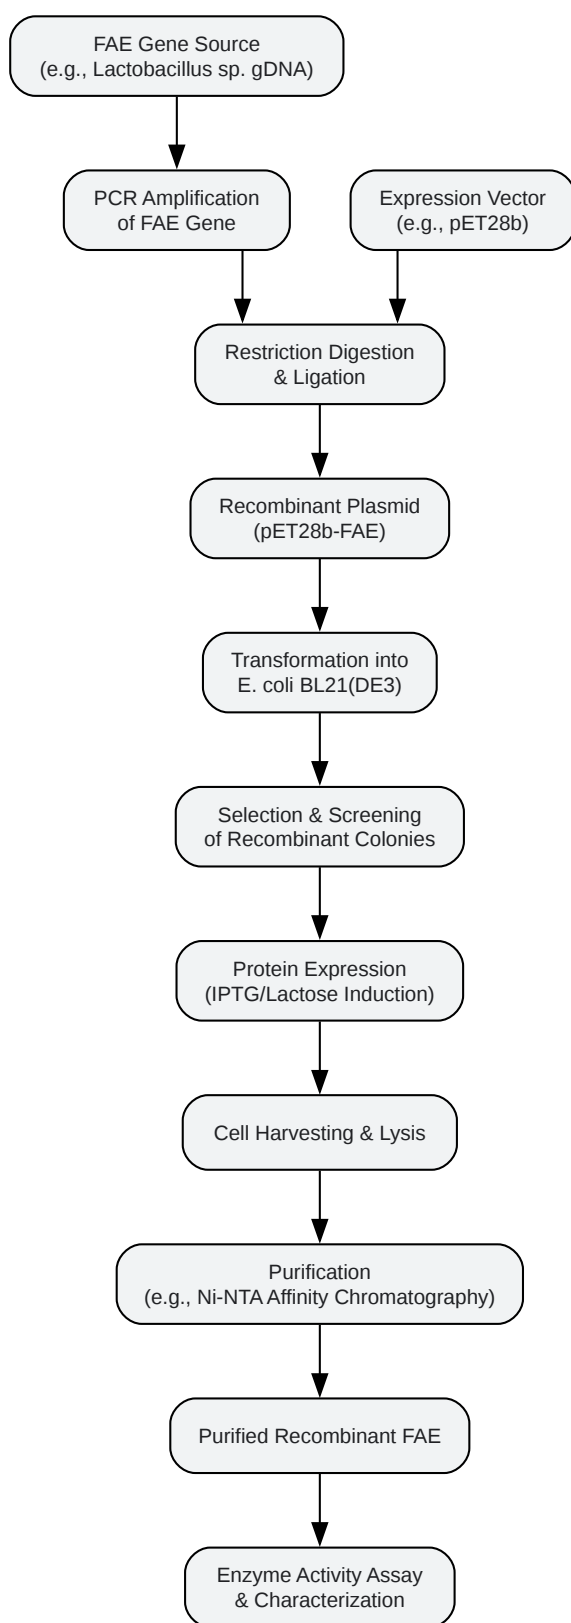 FAE Gene Source
(e.g., Lactobacillus sp. gDNA)
PCR Amplification
of FAE Gene
Expression Vector
(e.g., pET28b)
Restriction Digestion
& Ligation
Recombinant Plasmid
(pET28b-FAE)
Transformation into
E. coli BL21(DE3)
Selection & Screening
of Recombinant Colonies
Protein Expression
(IPTG/Lactose Induction)
Cell Harvesting & Lysis
Purification
(e.g., Ni-NTA Affinity Chromatography)
Purified Recombinant FAE
Enzyme Activity Assay
& Characterization